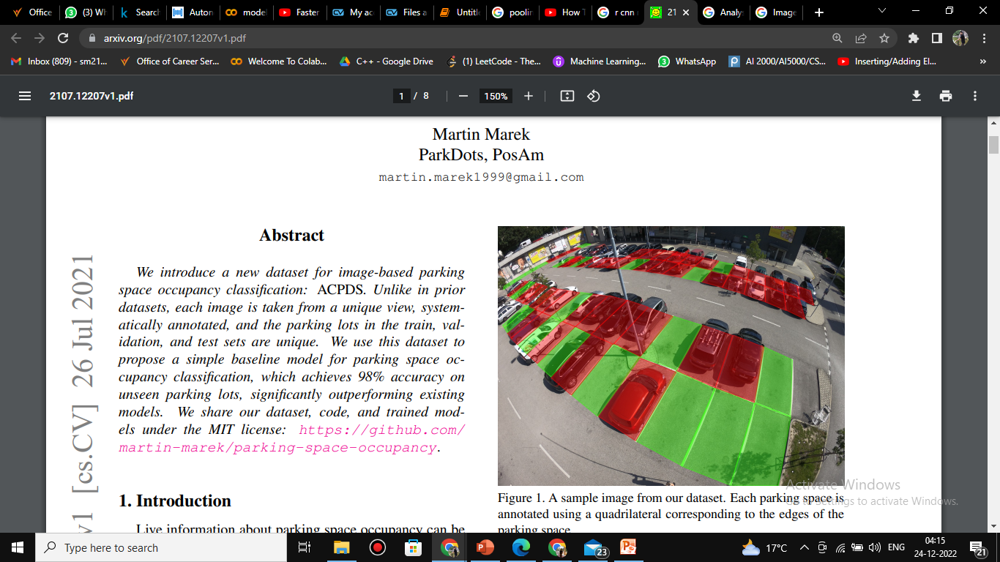 Office
(3) Wh
Search
Auton
model
Faster
My ac
Files a
Untitl
poolin
How T
r cnn
21
Analy
Image
arxiv.org/pdf/2107.12207v1.pdf
Inbox (809) - sm21...
Office of Career Ser...
Welcome To Colab...
C++ - Google Drive
(1) LeetCode - The...
Machine Learning...
WhatsApp
AI 2000/AI5000/CS...
Inserting/Adding El...
»
2107.12207v1.pdf
1 / 8
150%
Martin Marek
ParkDots, PosAm
martin.marek1999@gmail.com
v1 [cs.CV] 26 Jul 2021
Abstract
We introduce a new dataset for image-based parking
space occupancy classification: ACPDS. Unlike in prior
datasets, each image is taken from a unique view, system-
atically annotated, and the parking lots in the train, val-
idation, and test sets are unique. We use this dataset to
propose a simple baseline model for parking space oc-
cupancy classification, which achieves 98% accuracy on
unseen parking lots, significantly outperforming existing
models. We share our dataset, code, and trained mod-
els under the MIT license: https://github.com/
martin-marek/parking-space-occupancy.
1. Introduction
Live information about parking space occupancy can be
Figure 1. A sample image from our dataset. Each parking space is
annotated using a quadrilateral corresponding to the edges of the
parking space.
Activate Windows
Go to Settings to activate Windows.
Type here to search
23
17°C
ENG
04:15
24-12-2022
21